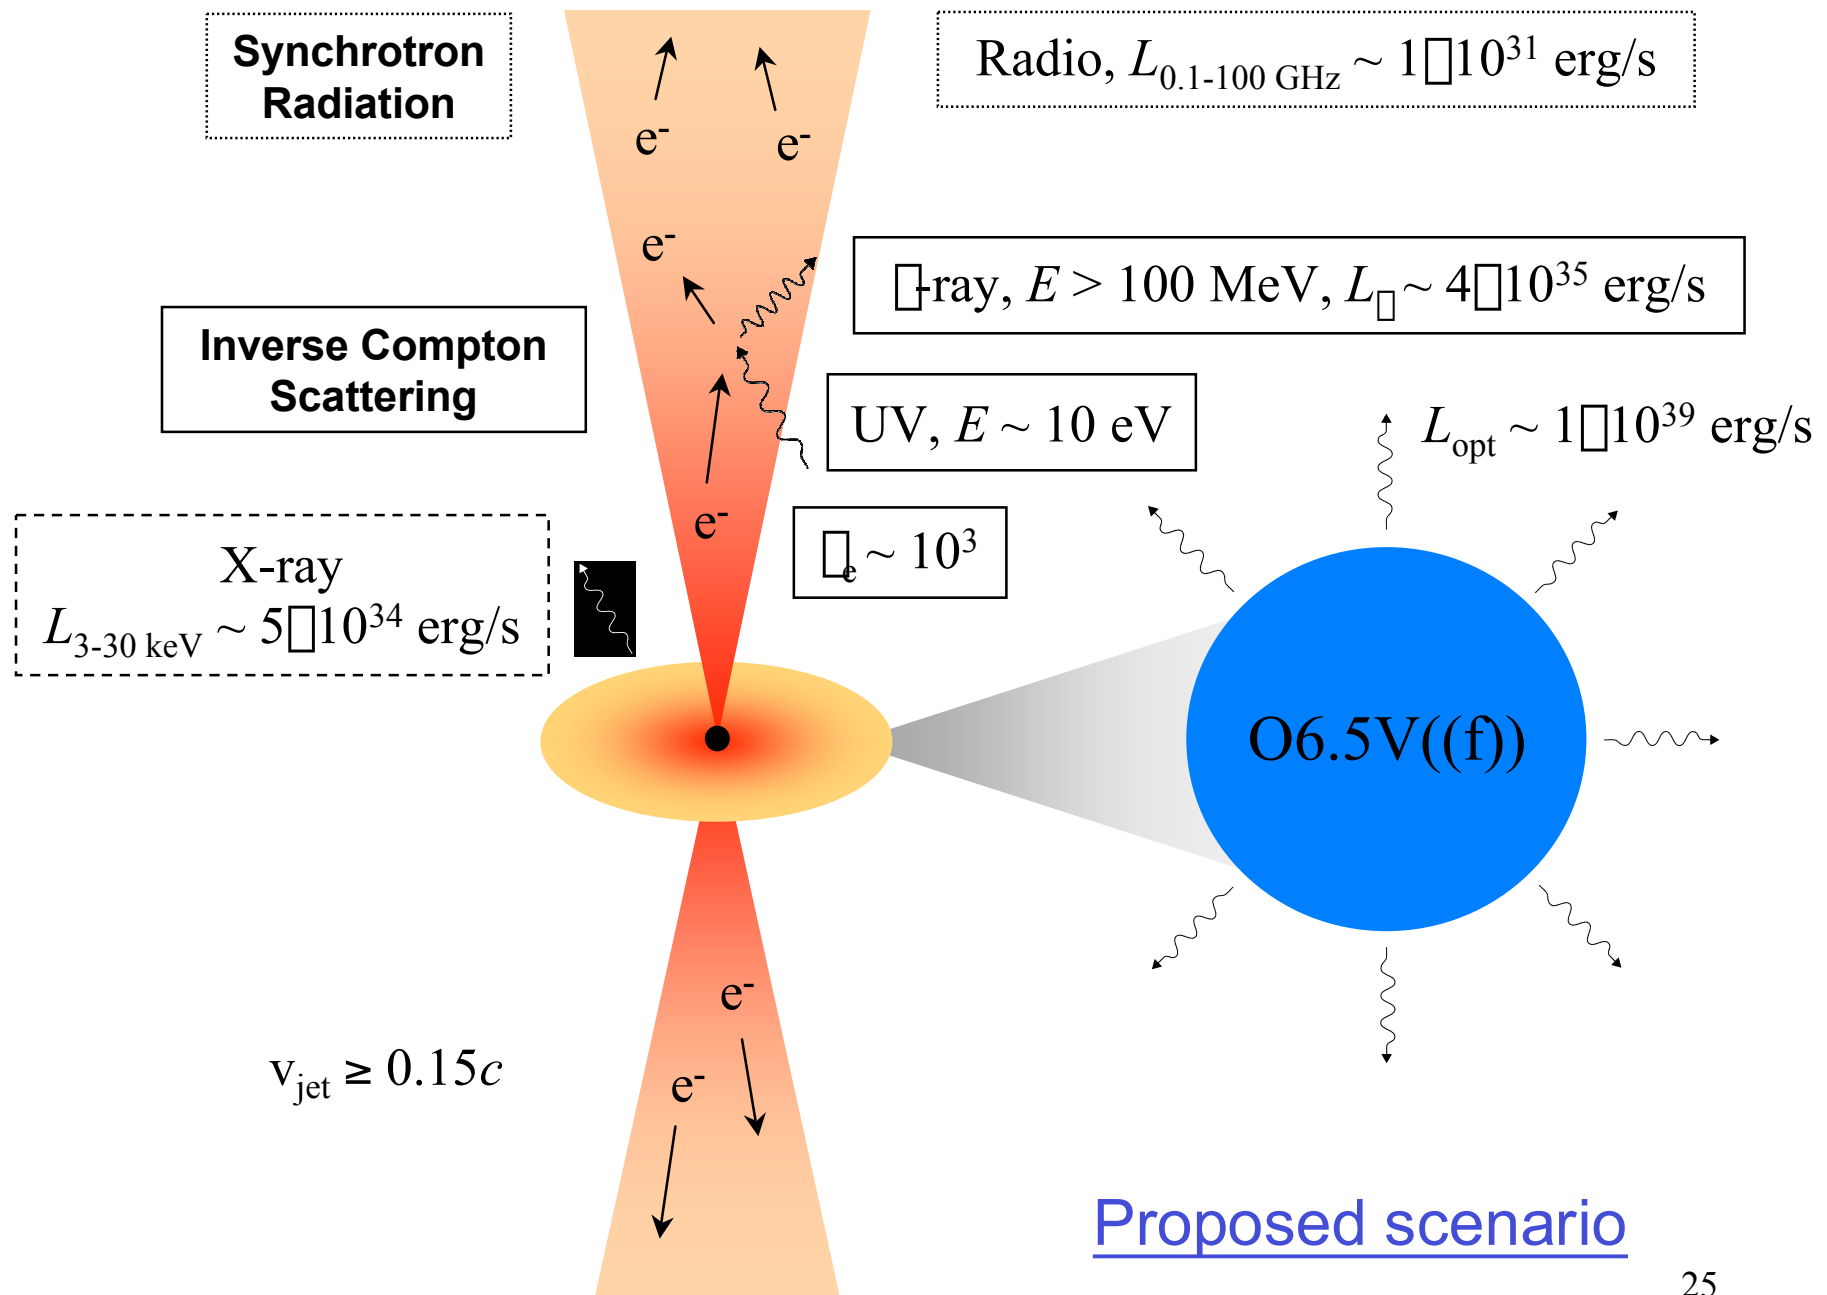 Synchrotron
Radiation
Radio, L0.1-100 GHz ~ 1▯10³¹ erg/s
e⁻
e⁻
e⁻
▯-ray, E > 100 MeV, L▯ ~ 4▯10³⁵ erg/s
Inverse Compton
Scattering
UV, E ~ 10 eV
Lopt ~ 1▯10³⁹ erg/s
e⁻
▯e ~ 10³
X-ray
L3-30 keV ~ 5▯10³⁴ erg/s
O6.5V((f))
e⁻
e⁻
vjet ≥ 0.15c
Proposed scenario
25